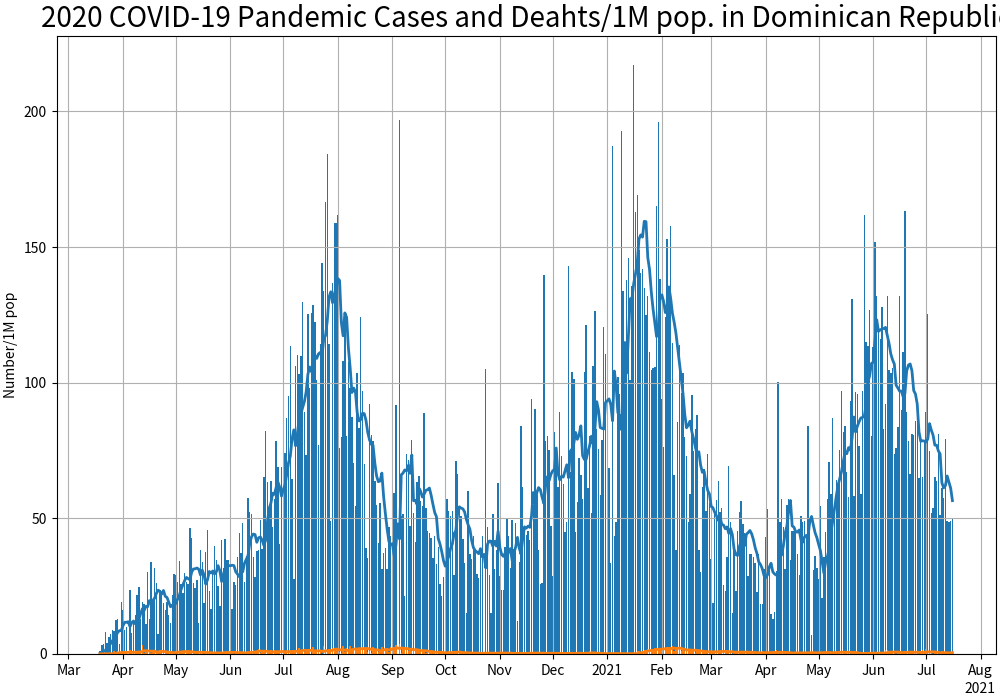 2020 COVID-19 Pandemic Cases and Deahts/1M pop. in Dominican Republi
Number/1M pop
200
150
100
50
0
Mar Apr May Jun Jul Aug Sep Oct Nov Dec 2021 Feb Mar Apr May Jun Jul Aug
2021